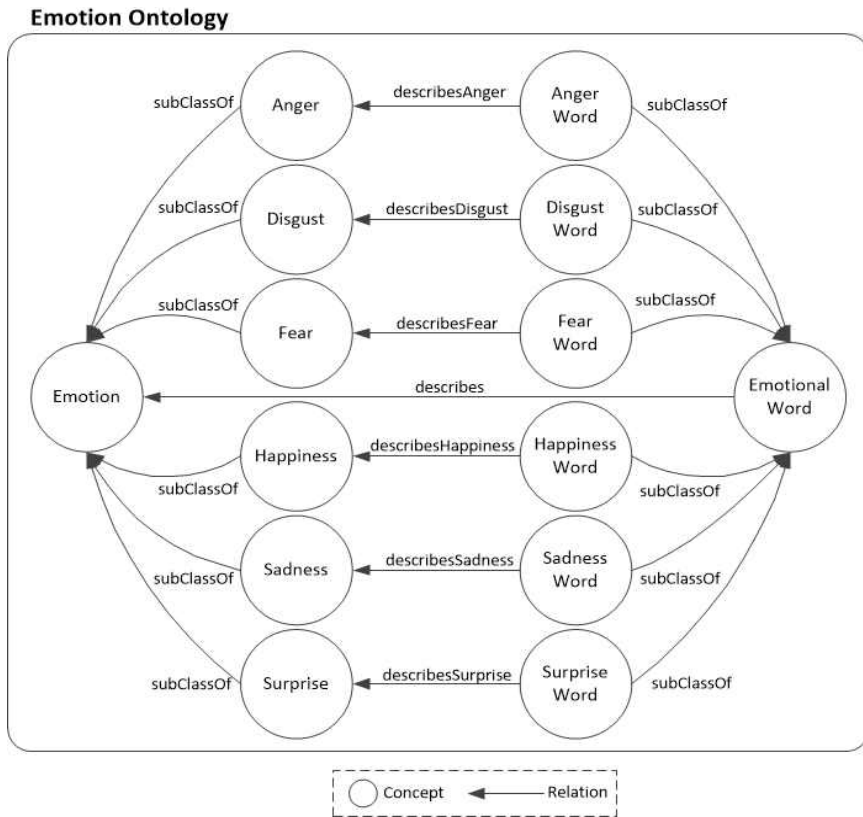 Emotion Ontology
subClassOf
Anger
describesAnger
Anger
Word
subClassOf
subClassOf
Disgust
describesDisgust
Disgust
Word
subClassOf
subClassOf
Fear
describesFear
Fear
Word
subClassOf
Emotion
describes
Emotional
Word
subClassOf
Happiness
describesHappiness
Happiness
Word
subClassOf
subClassOf
Sadness
describesSadness
Sadness
Word
subClassOf
subClassOf
Surprise
describesSurprise
Surprise
Word
subClassOf
Concept
Relation